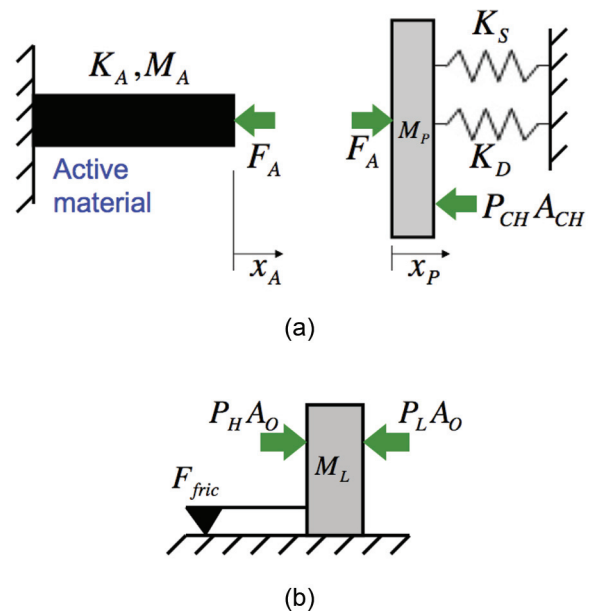 K_A, M_A
F_A
Active
material
x_A
K_S
M_P
F_A
K_D
P_CH A_CH
x_P
(a)
P_H A_O
P_L A_O
M_L
F_fric
(b)